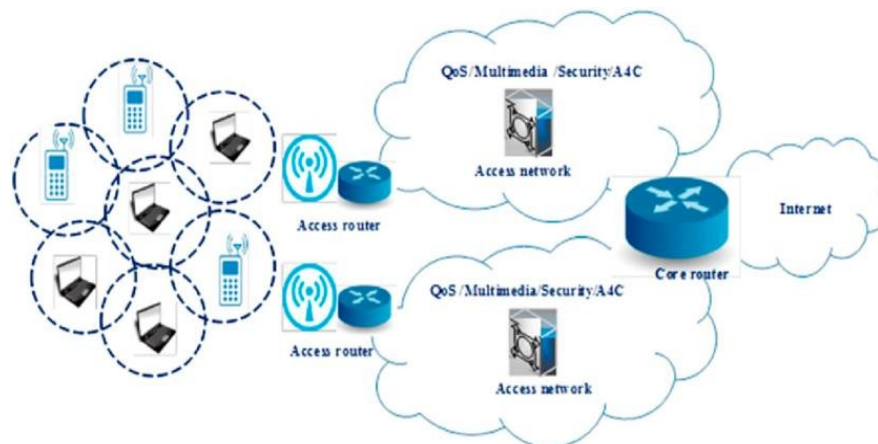 QoS/Multimedia /Security/A4C
Access network
Access router
Internet
Core router
QoS/Multimedia/Security/A4C
Access router
Access network